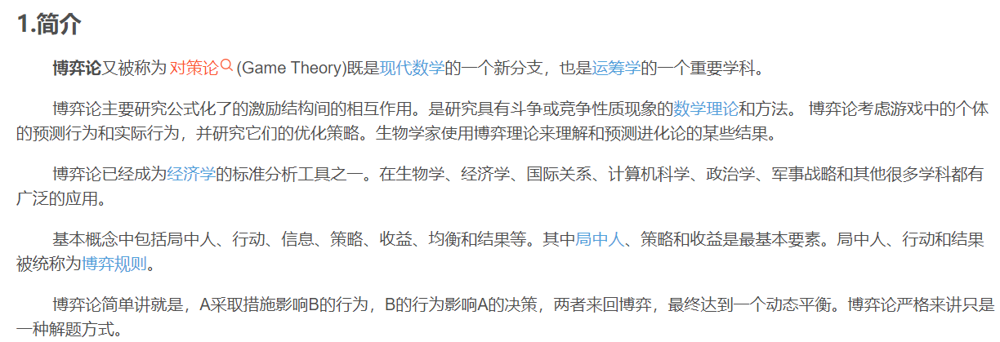 1.简介
博弈论又被称为 对策论 (Game Theory)既是现代数学的一个新分支，也是运筹学的一个重要学科。
博弈论主要研究公式化了的激励结构间的相互作用。是研究具有斗争或竞争性质现象的数学理论和方法。 博弈论考虑游戏中的个体
的预测行为和实际行为，并研究它们的优化策略。生物学家使用博弈理论来理解和预测进化论的某些结果。
博弈论已经成为经济学的标准分析工具之一。在生物学、经济学、国际关系、计算机科学、政治学、军事战略和其他很多学科都有
广泛的应用。
基本概念中包括局中人、行动、信息、策略、收益、均衡和结果等。其中局中人、策略和收益是最基本要素。局中人、行动和结果
被统称为博弈规则。
博弈论简单讲就是，A采取措施影响B的行为，B的行为影响A的决策，两者来回博弈，最终达到一个动态平衡。博弈论严格来讲只是
一种解题方式。